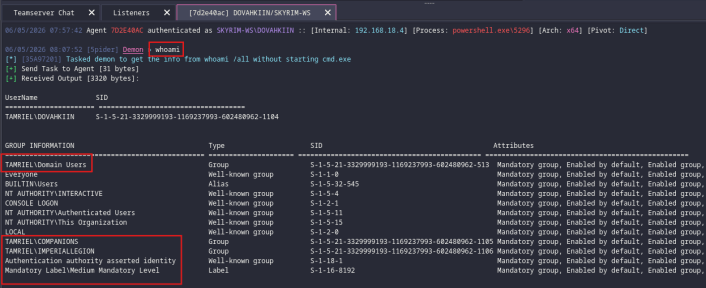 Teamserver Chat X Listeners X [7d2e40ac] DOVAHKIIN/SKYRIM-WS X
06/05/2026 07:57:42 Agent 7D2E40AC authenticated as SKYRIM-WS\DOVAHKIIN :: [Internal: 192.168.18.4] [Process: powershell.exe\5296] [Arch: x64] [Pivot: Direct]
06/05/2026 08:07:52 [Spider] Demon » whoami
[*] [35A97201] Tasked demon to get the info from whoami /all without starting cmd.exe
[+] Send Task to Agent [31 bytes]
[+] Received Output [3320 bytes]:
UserName SID
====================== ====================================
TAMRIEL\DOVAHKIIN S-1-5-21-3329999193-1169237993-602480962-1104
GROUP INFORMATION Type SID Attributes
================================================= ===================== ============================================= ==================================================
TAMRIEL\Domain Users Group S-1-5-21-3329999193-1169237993-602480962-513 Mandatory group, Enabled by default, Enabled group,
Everyone Well-known group S-1-1-0 Mandatory group, Enabled by default, Enabled group,
BUILTIN\Users Alias S-1-5-32-545 Mandatory group, Enabled by default, Enabled group,
NT AUTHORITY\INTERACTIVE Well-known group S-1-5-4 Mandatory group, Enabled by default, Enabled group,
CONSOLE LOGON Well-known group S-1-2-1 Mandatory group, Enabled by default, Enabled group,
NT AUTHORITY\Authenticated Users Well-known group S-1-5-11 Mandatory group, Enabled by default, Enabled group,
NT AUTHORITY\This Organization Well-known group S-1-5-15 Mandatory group, Enabled by default, Enabled group,
LOCAL Well-known group S-1-2-0 Mandatory group, Enabled by default, Enabled group,
TAMRIEL\COMPANIONS Group S-1-5-21-3329999193-1169237993-602480962-1105 Mandatory group, Enabled by default, Enabled group,
TAMRIEL\IMPERIALLEGION Group S-1-5-21-3329999193-1169237993-602480962-1106 Mandatory group, Enabled by default, Enabled group,
Authentication authority asserted identity Well-known group S-1-18-1 Mandatory group, Enabled by default, Enabled group,
Mandatory Label\Medium Mandatory Level Label S-1-16-8192 Mandatory group, Enabled by default, Enabled group,